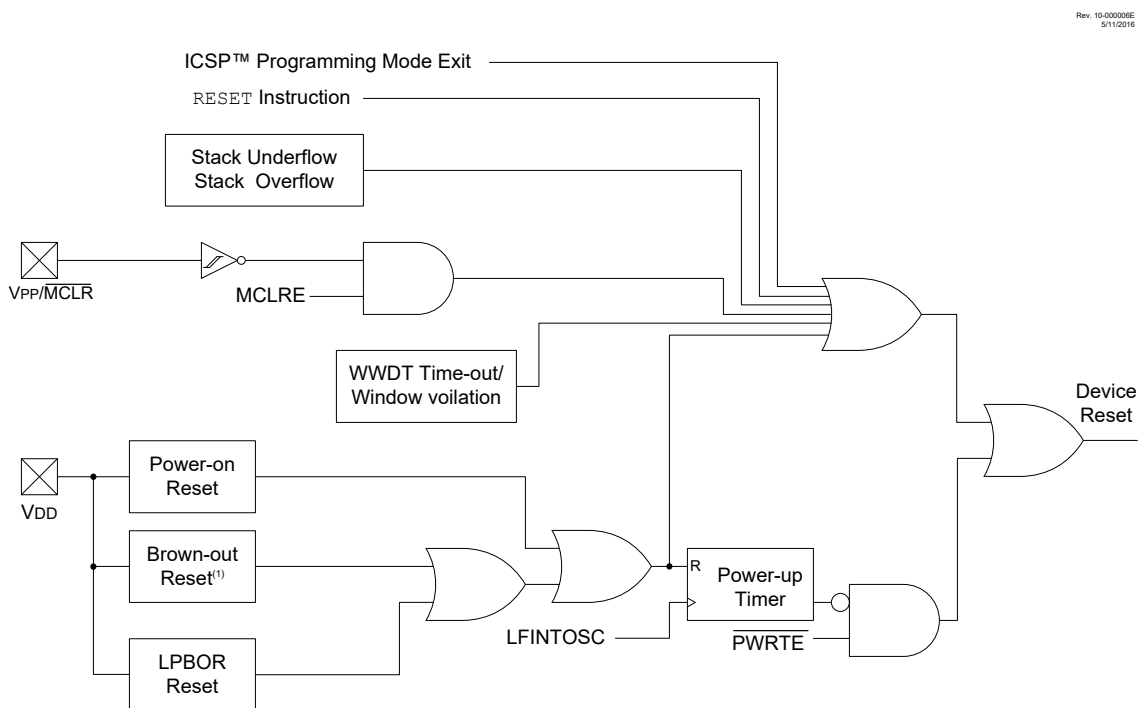 Rev. 10-000006E
5/11/2016
ICSP™ Programming Mode Exit
RESET Instruction
Stack Underflow
Stack Overflow
VPP/MCLR
MCLRE
WWDT Time-out/
Window voilation
Device
Reset
Power-on
Reset
VDD
Brown-out
Reset(1)
R
Power-up
Timer
LFINTOSC
PWRTE
LPBOR
Reset